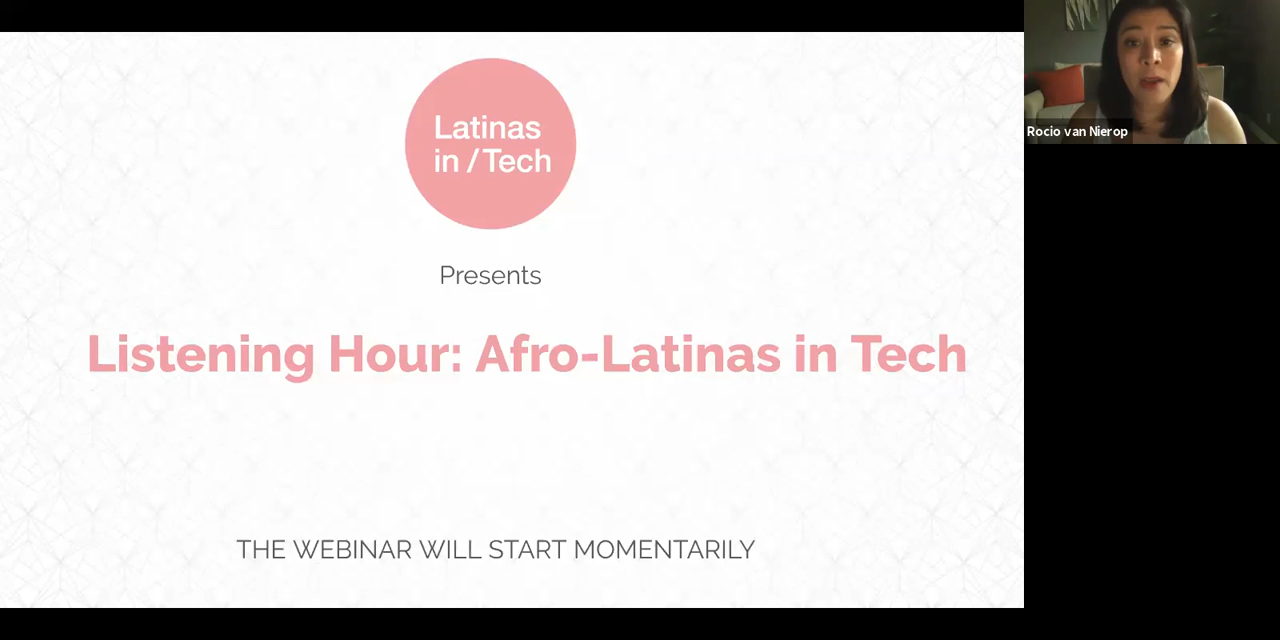 Latinas
in / Tech
Presents
Listening Hour: Afro-Latinas in Tech
THE WEBINAR WILL START MOMENTARILY
Rocio van Nierop